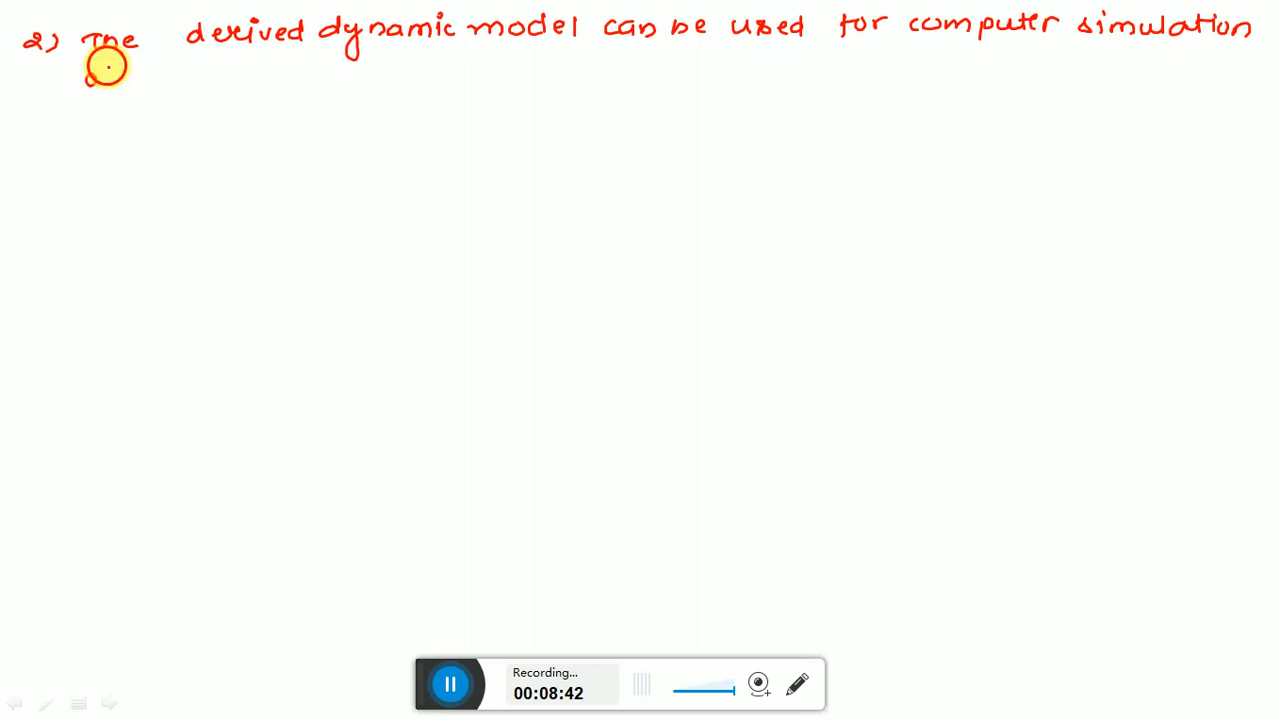 2) The derived dynamic model can be used for computer simulation
o
Recording...
00:08:42